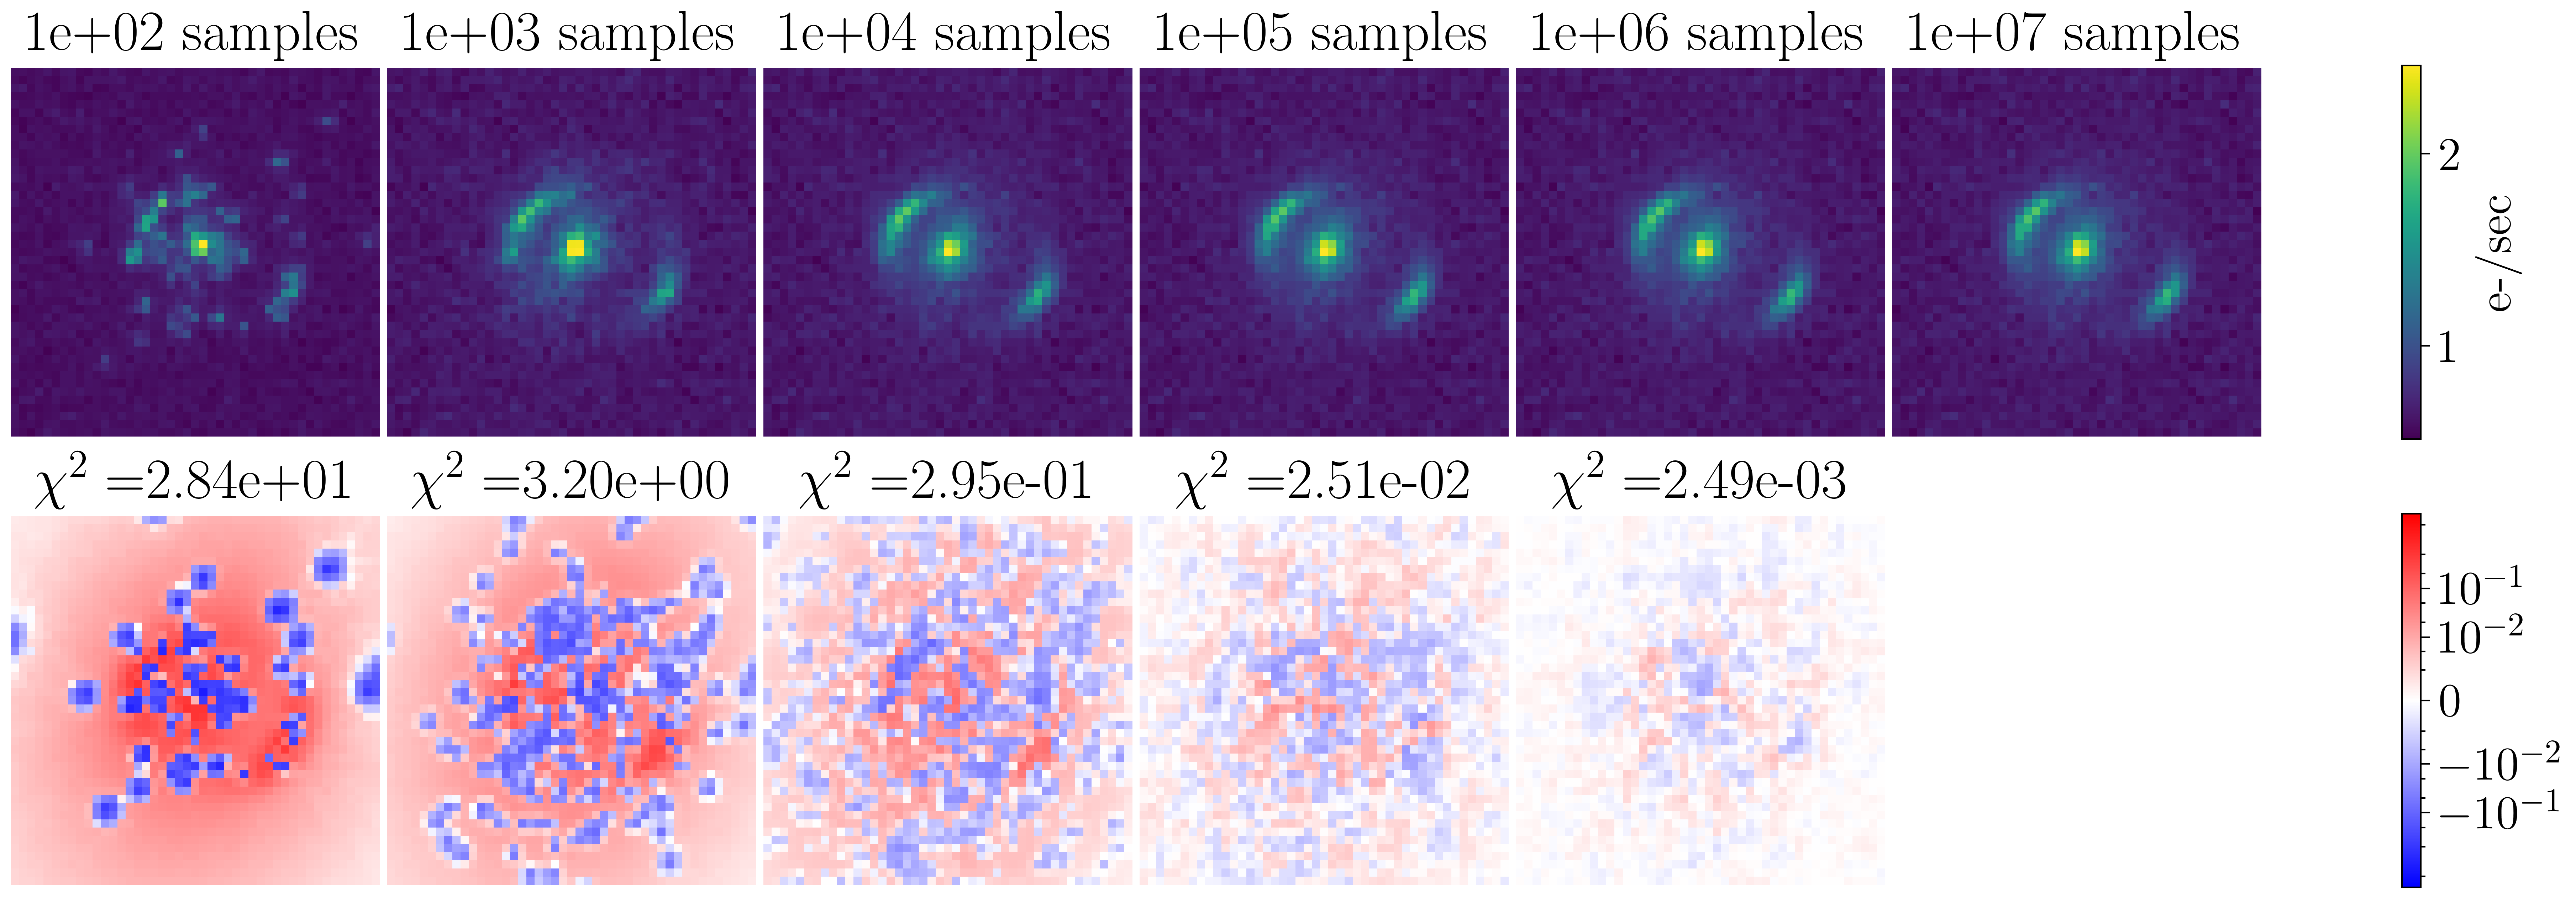 1e+02 samples 1e+03 samples 1e+04 samples 1e+05 samples 1e+06 samples 1e+07 samples
2
1
e-/sec
χ² =2.84e+01 χ² =3.20e+00 χ² =2.95e-01 χ² =2.51e-02 χ² =2.49e-03
10⁻¹
10⁻²
0
−10⁻²
−10⁻¹